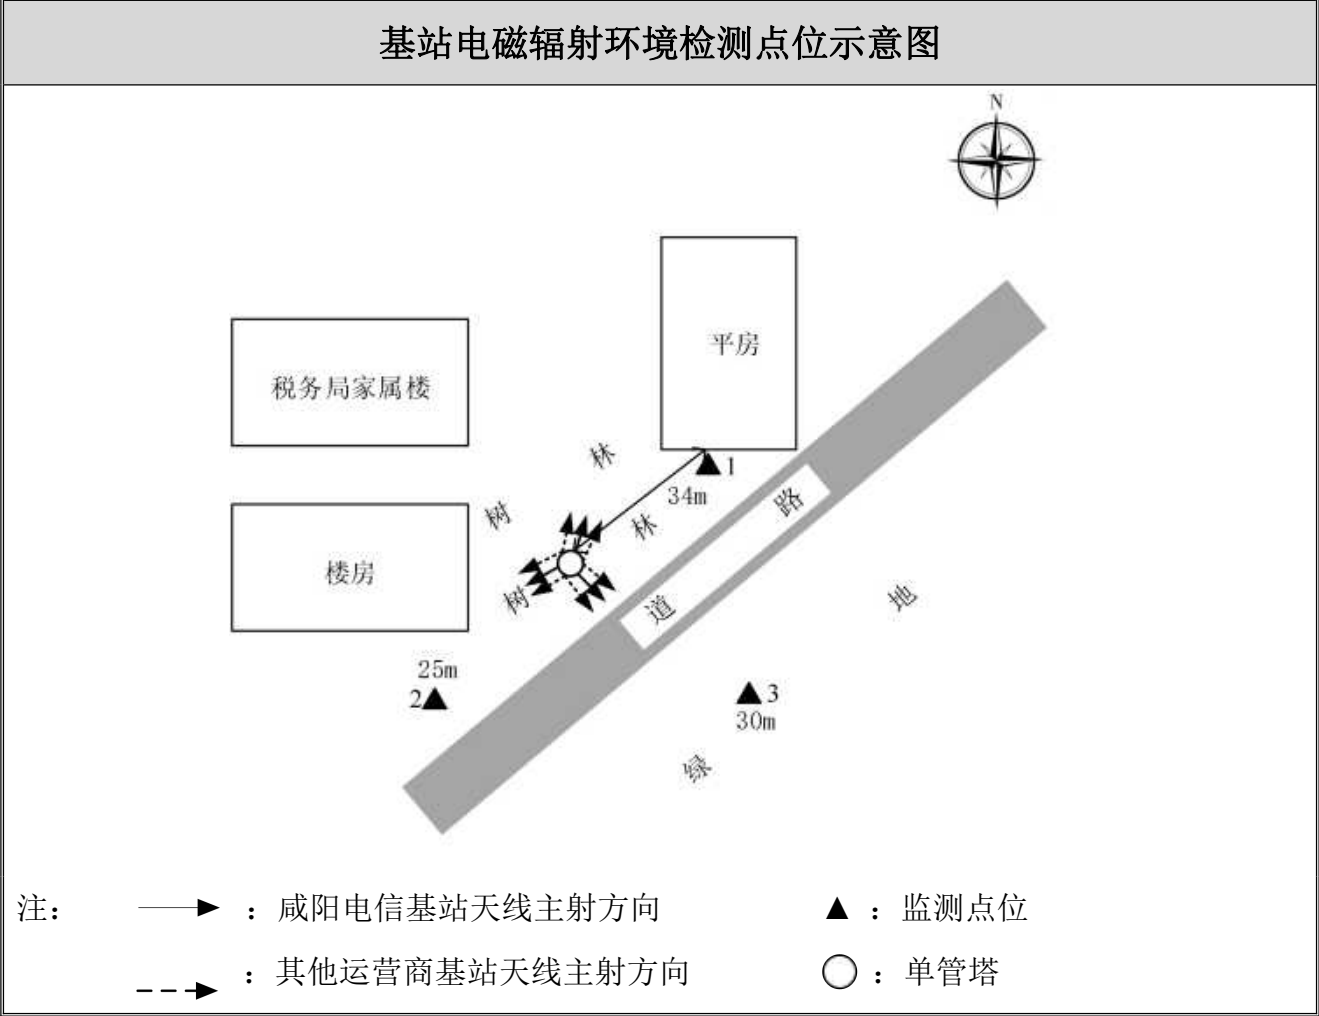 基站电磁辐射环境检测点位示意图
N
平房
税务局家属楼
林
1
34m
路
树
林
楼房
树
道
地
25m
2
3
30m
绿
注：
：咸阳电信基站天线主射方向
：监测点位
：其他运营商基站天线主射方向
：单管塔